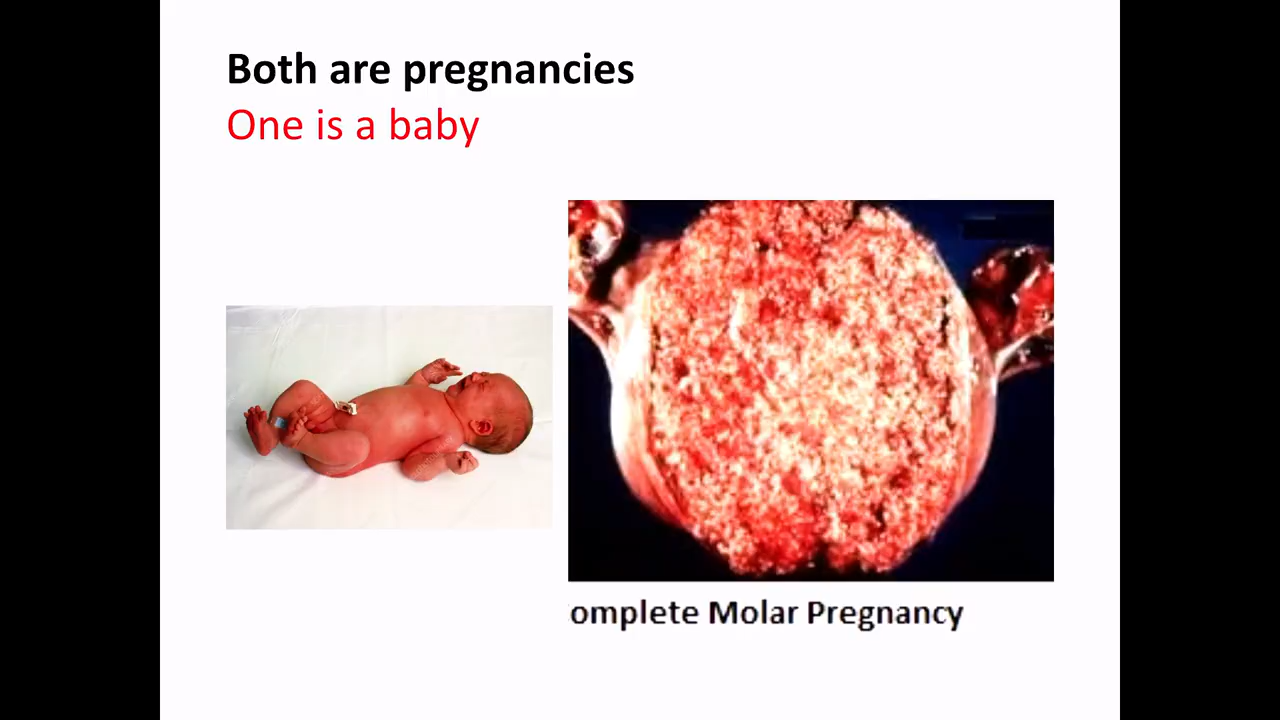 Both are pregnancies
One is a baby
omplete Molar Pregnancy